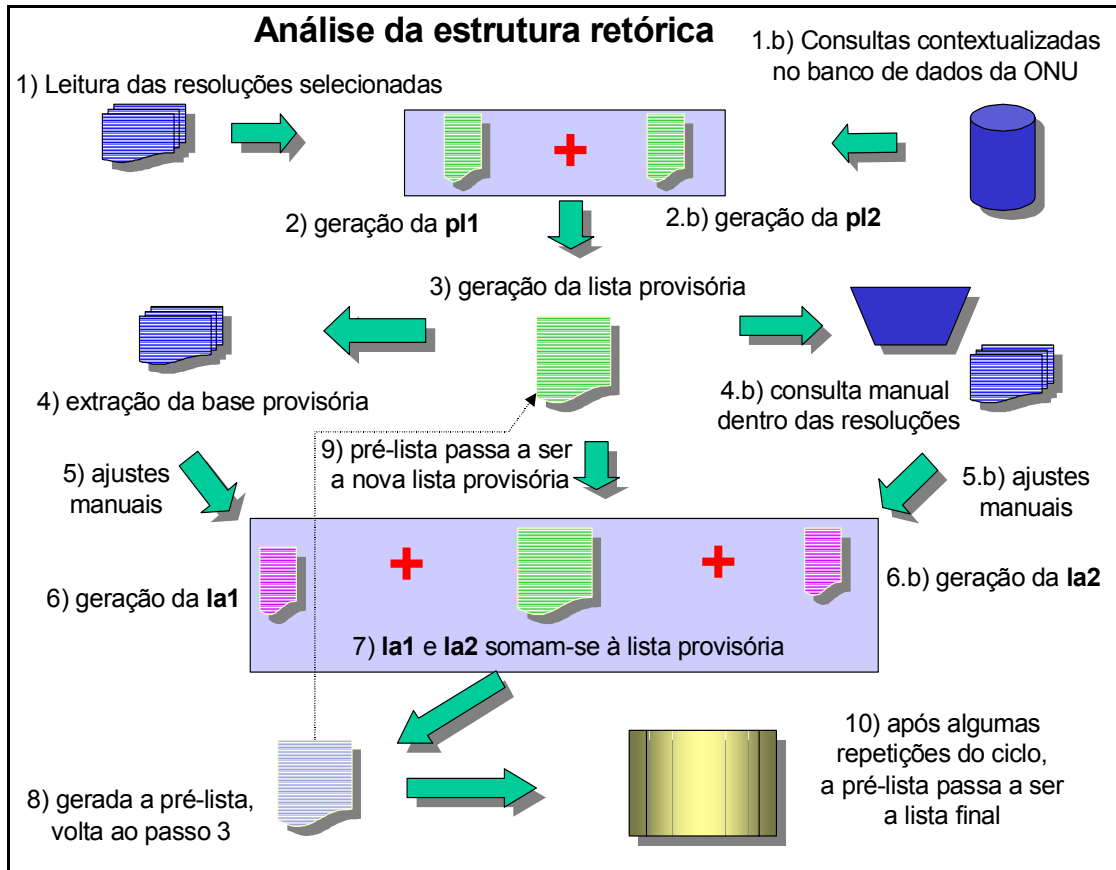 Análise da estrutura retórica
1) Leitura das resoluções selecionadas
1.b) Consultas contextualizadas
no banco de dados da ONU
2) geração da pl1
2.b) geração da pl2
3) geração da lista provisória
4) extração da base provisória
4.b) consulta manual
dentro das resoluções
5) ajustes
manuais
9) pré-lista passa a ser
a nova lista provisória
5.b) ajustes
manuais
6) geração da la1
6.b) geração da la2
7) la1 e la2 somam-se à lista provisória
8) gerada a pré-lista,
volta ao passo 3
10) após algumas
repetições do ciclo,
a pré-lista passa a ser
a lista final